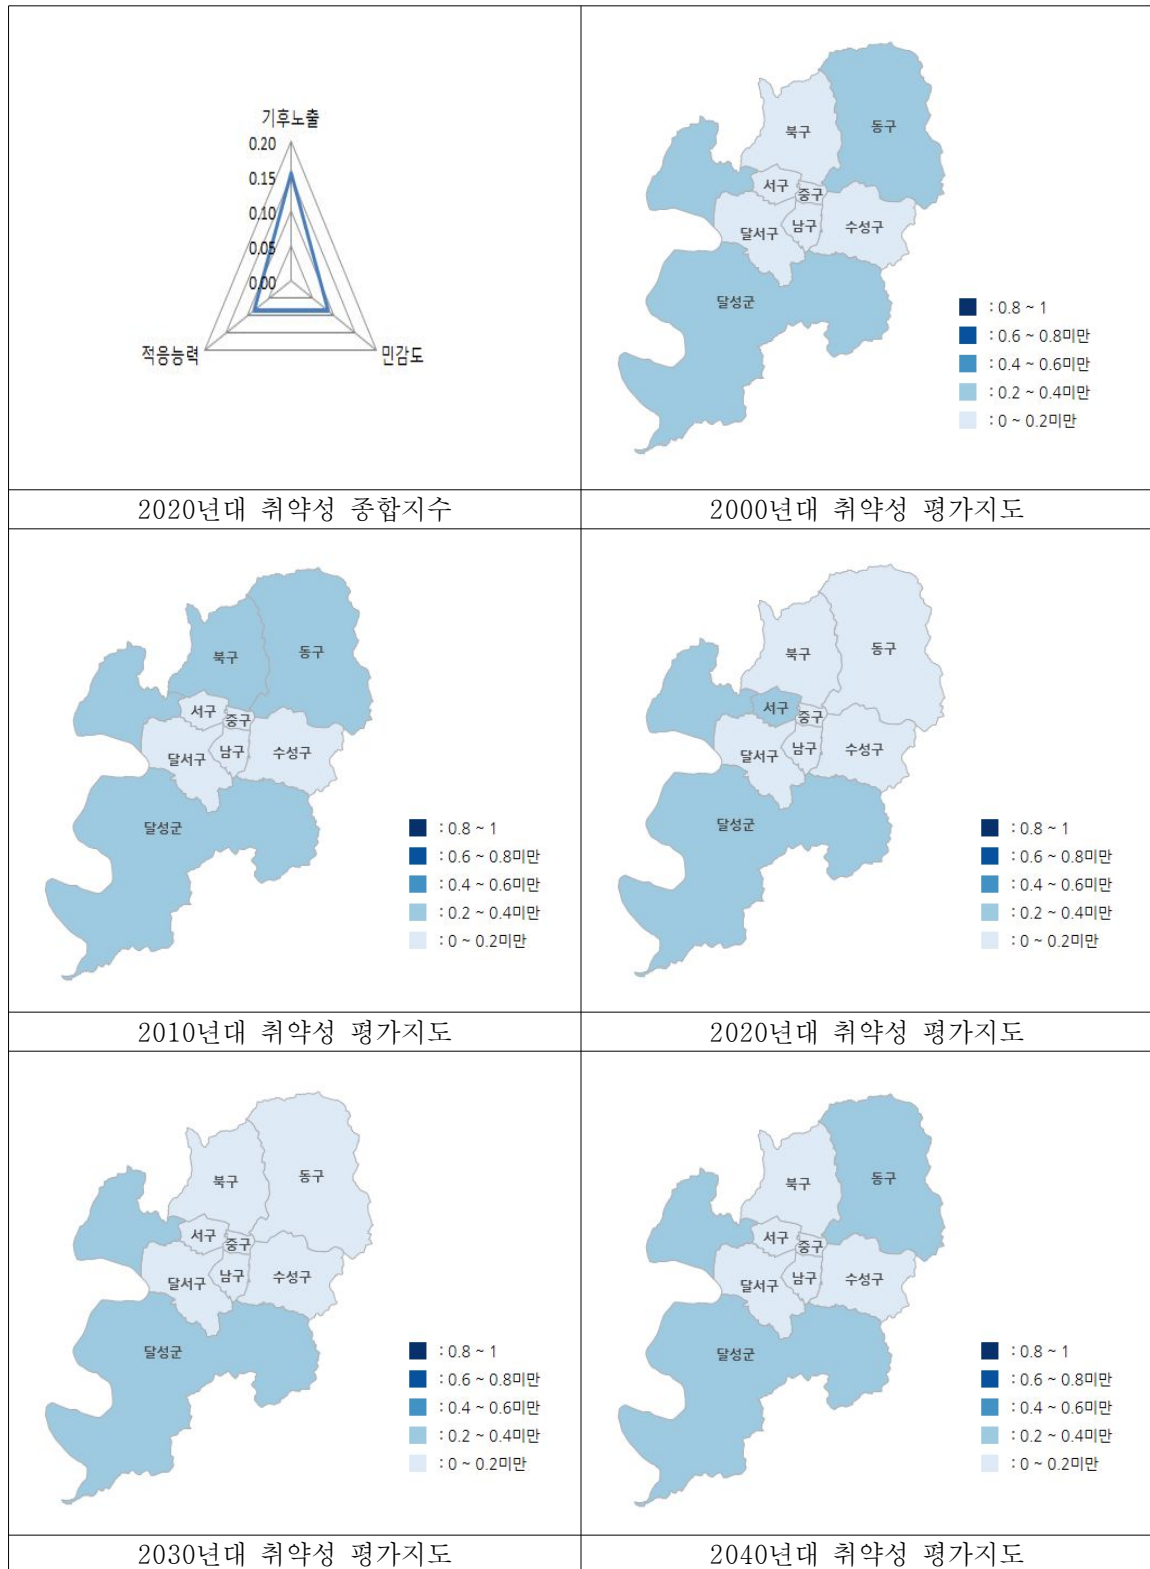 기후노출
0.20
0.15
0.10
0.05
0.00
적응능력
민감도
북구
동구
서구
중구
달서구
남구
수성구
달성군
: 0.8 ~ 1
: 0.6 ~ 0.8미만
: 0.4 ~ 0.6미만
: 0.2 ~ 0.4미만
: 0 ~ 0.2미만
2020년대 취약성 종합지수
2000년대 취약성 평가지도
북구
동구
서구
중구
달서구
남구
수성구
달성군
: 0.8 ~ 1
: 0.6 ~ 0.8미만
: 0.4 ~ 0.6미만
: 0.2 ~ 0.4미만
: 0 ~ 0.2미만
북구
동구
서구
중구
달서구
남구
수성구
달성군
: 0.8 ~ 1
: 0.6 ~ 0.8미만
: 0.4 ~ 0.6미만
: 0.2 ~ 0.4미만
: 0 ~ 0.2미만
2010년대 취약성 평가지도
2020년대 취약성 평가지도
북구
동구
서구
중구
달서구
남구
수성구
달성군
: 0.8 ~ 1
: 0.6 ~ 0.8미만
: 0.4 ~ 0.6미만
: 0.2 ~ 0.4미만
: 0 ~ 0.2미만
북구
동구
서구
중구
달서구
남구
수성구
달성군
: 0.8 ~ 1
: 0.6 ~ 0.8미만
: 0.4 ~ 0.6미만
: 0.2 ~ 0.4미만
: 0 ~ 0.2미만
2030년대 취약성 평가지도
2040년대 취약성 평가지도